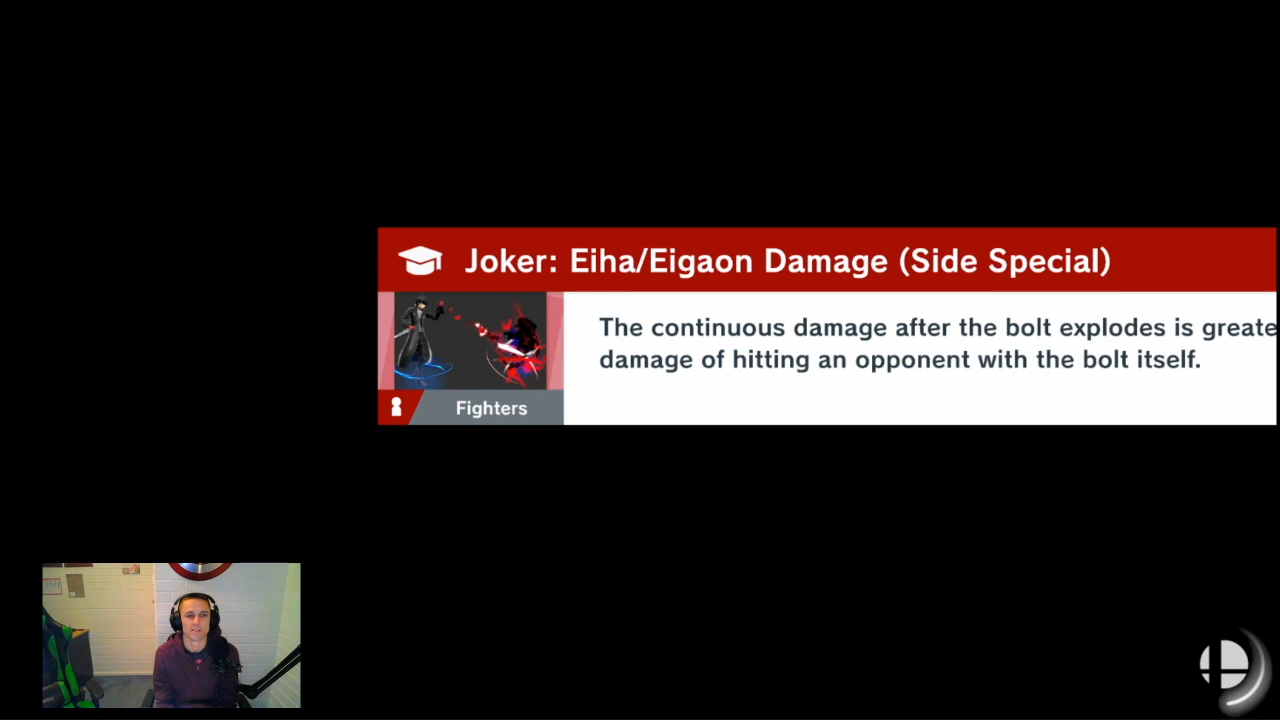 Joker: Eiha/Eigaon Damage (Side Special)
The continuous damage after the bolt explodes is greate
damage of hitting an opponent with the bolt itself.
Fighters